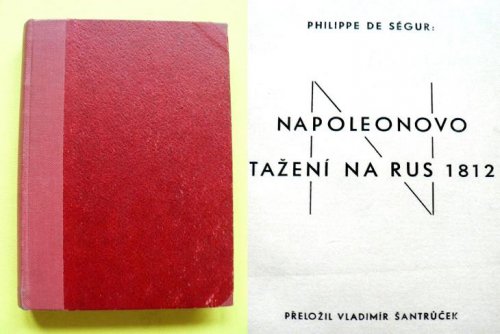 PHILIPPE DE SÉGUR:
NAPOLEONOVO
TAŽENÍ NA RUS 1812
PŘELOŽIL VLADIMÍR ŠANTRŮČEK